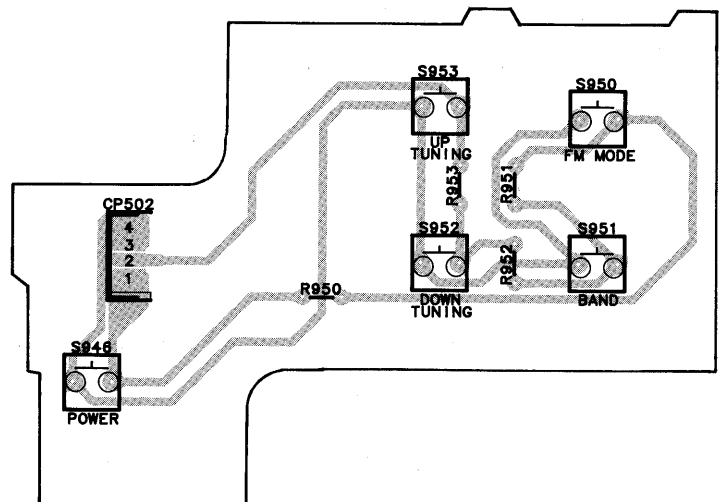 S953
S950
UP
TUNING
FM MODE
R953
R951
CP502
4
3
2
1
S952
S951
R952
R950
DOWN
TUNING
BAND
S946
POWER